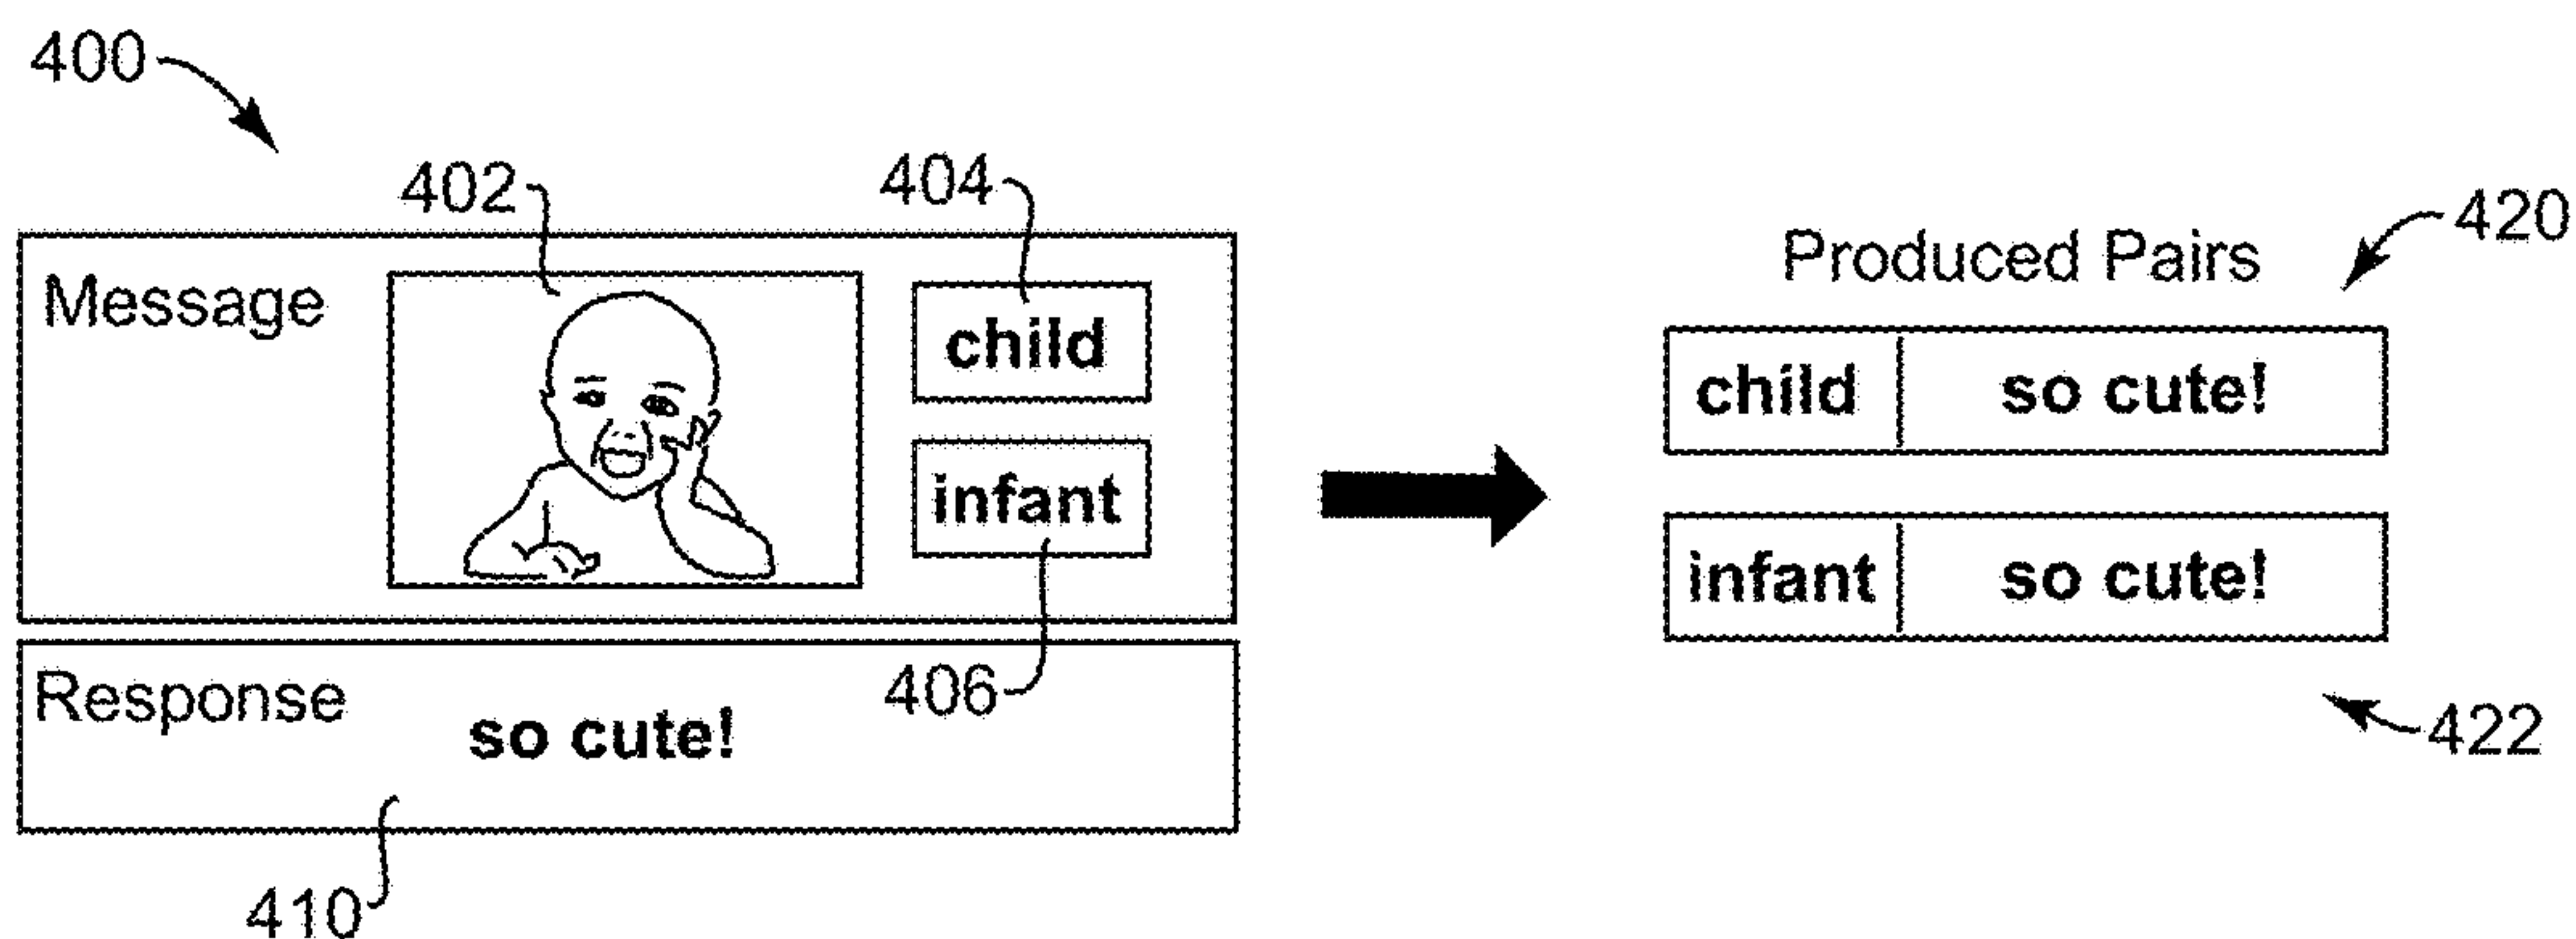 400
402
404
Message
child
infant
Response
so cute!
406
410
Produced Pairs
420
child so cute!
infant so cute!
422